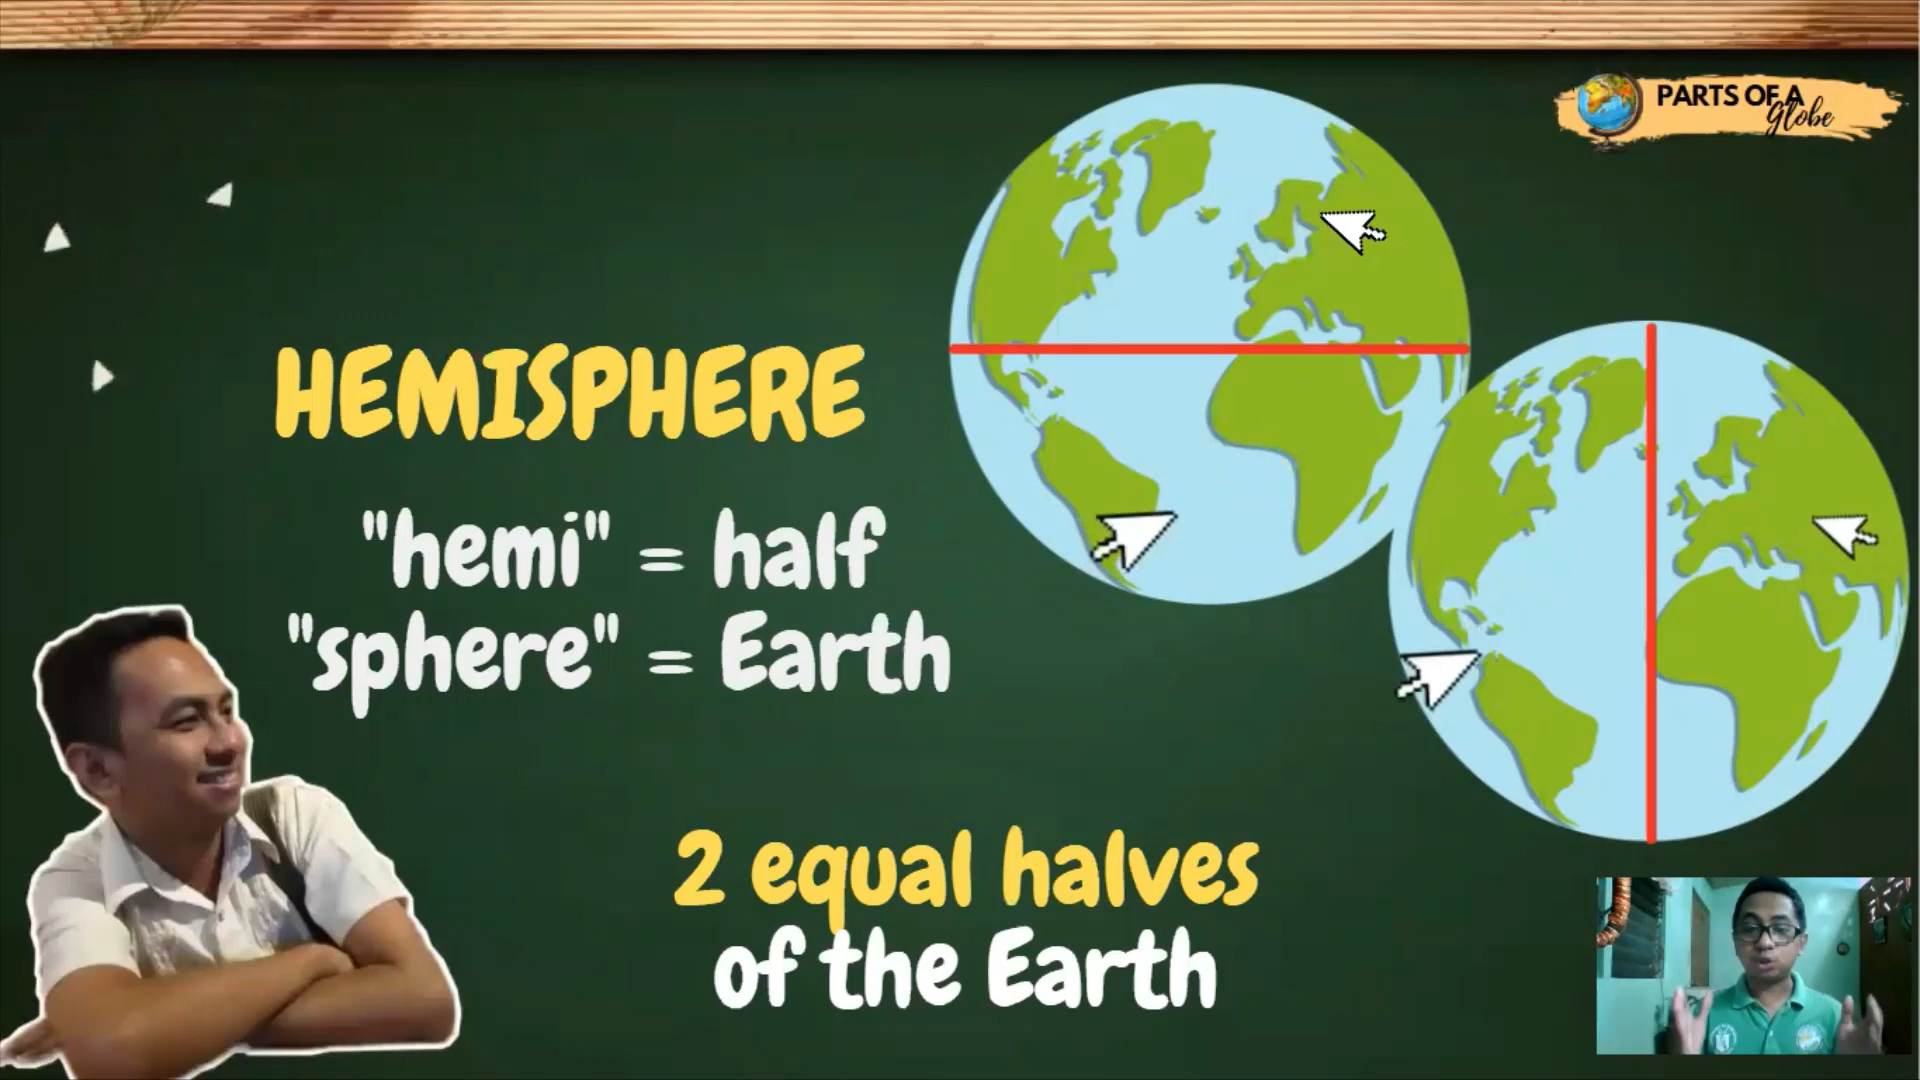 PARTS OF A
Globe
HEMISPHERE
"hemi" = half
"sphere" = Earth
2 equal halves
of the Earth